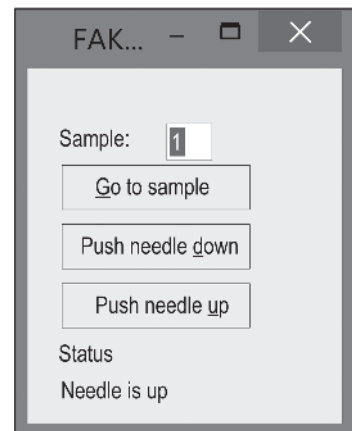 FAK...
Sample: 1
Go to sample
Push needle down
Push needle up
Status
Needle is up